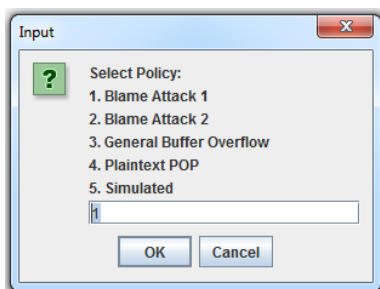 Input
Select Policy:
1. Blame Attack 1
2. Blame Attack 2
3. General Buffer Overflow
4. Plaintext POP
5. Simulated
1
OK Cancel